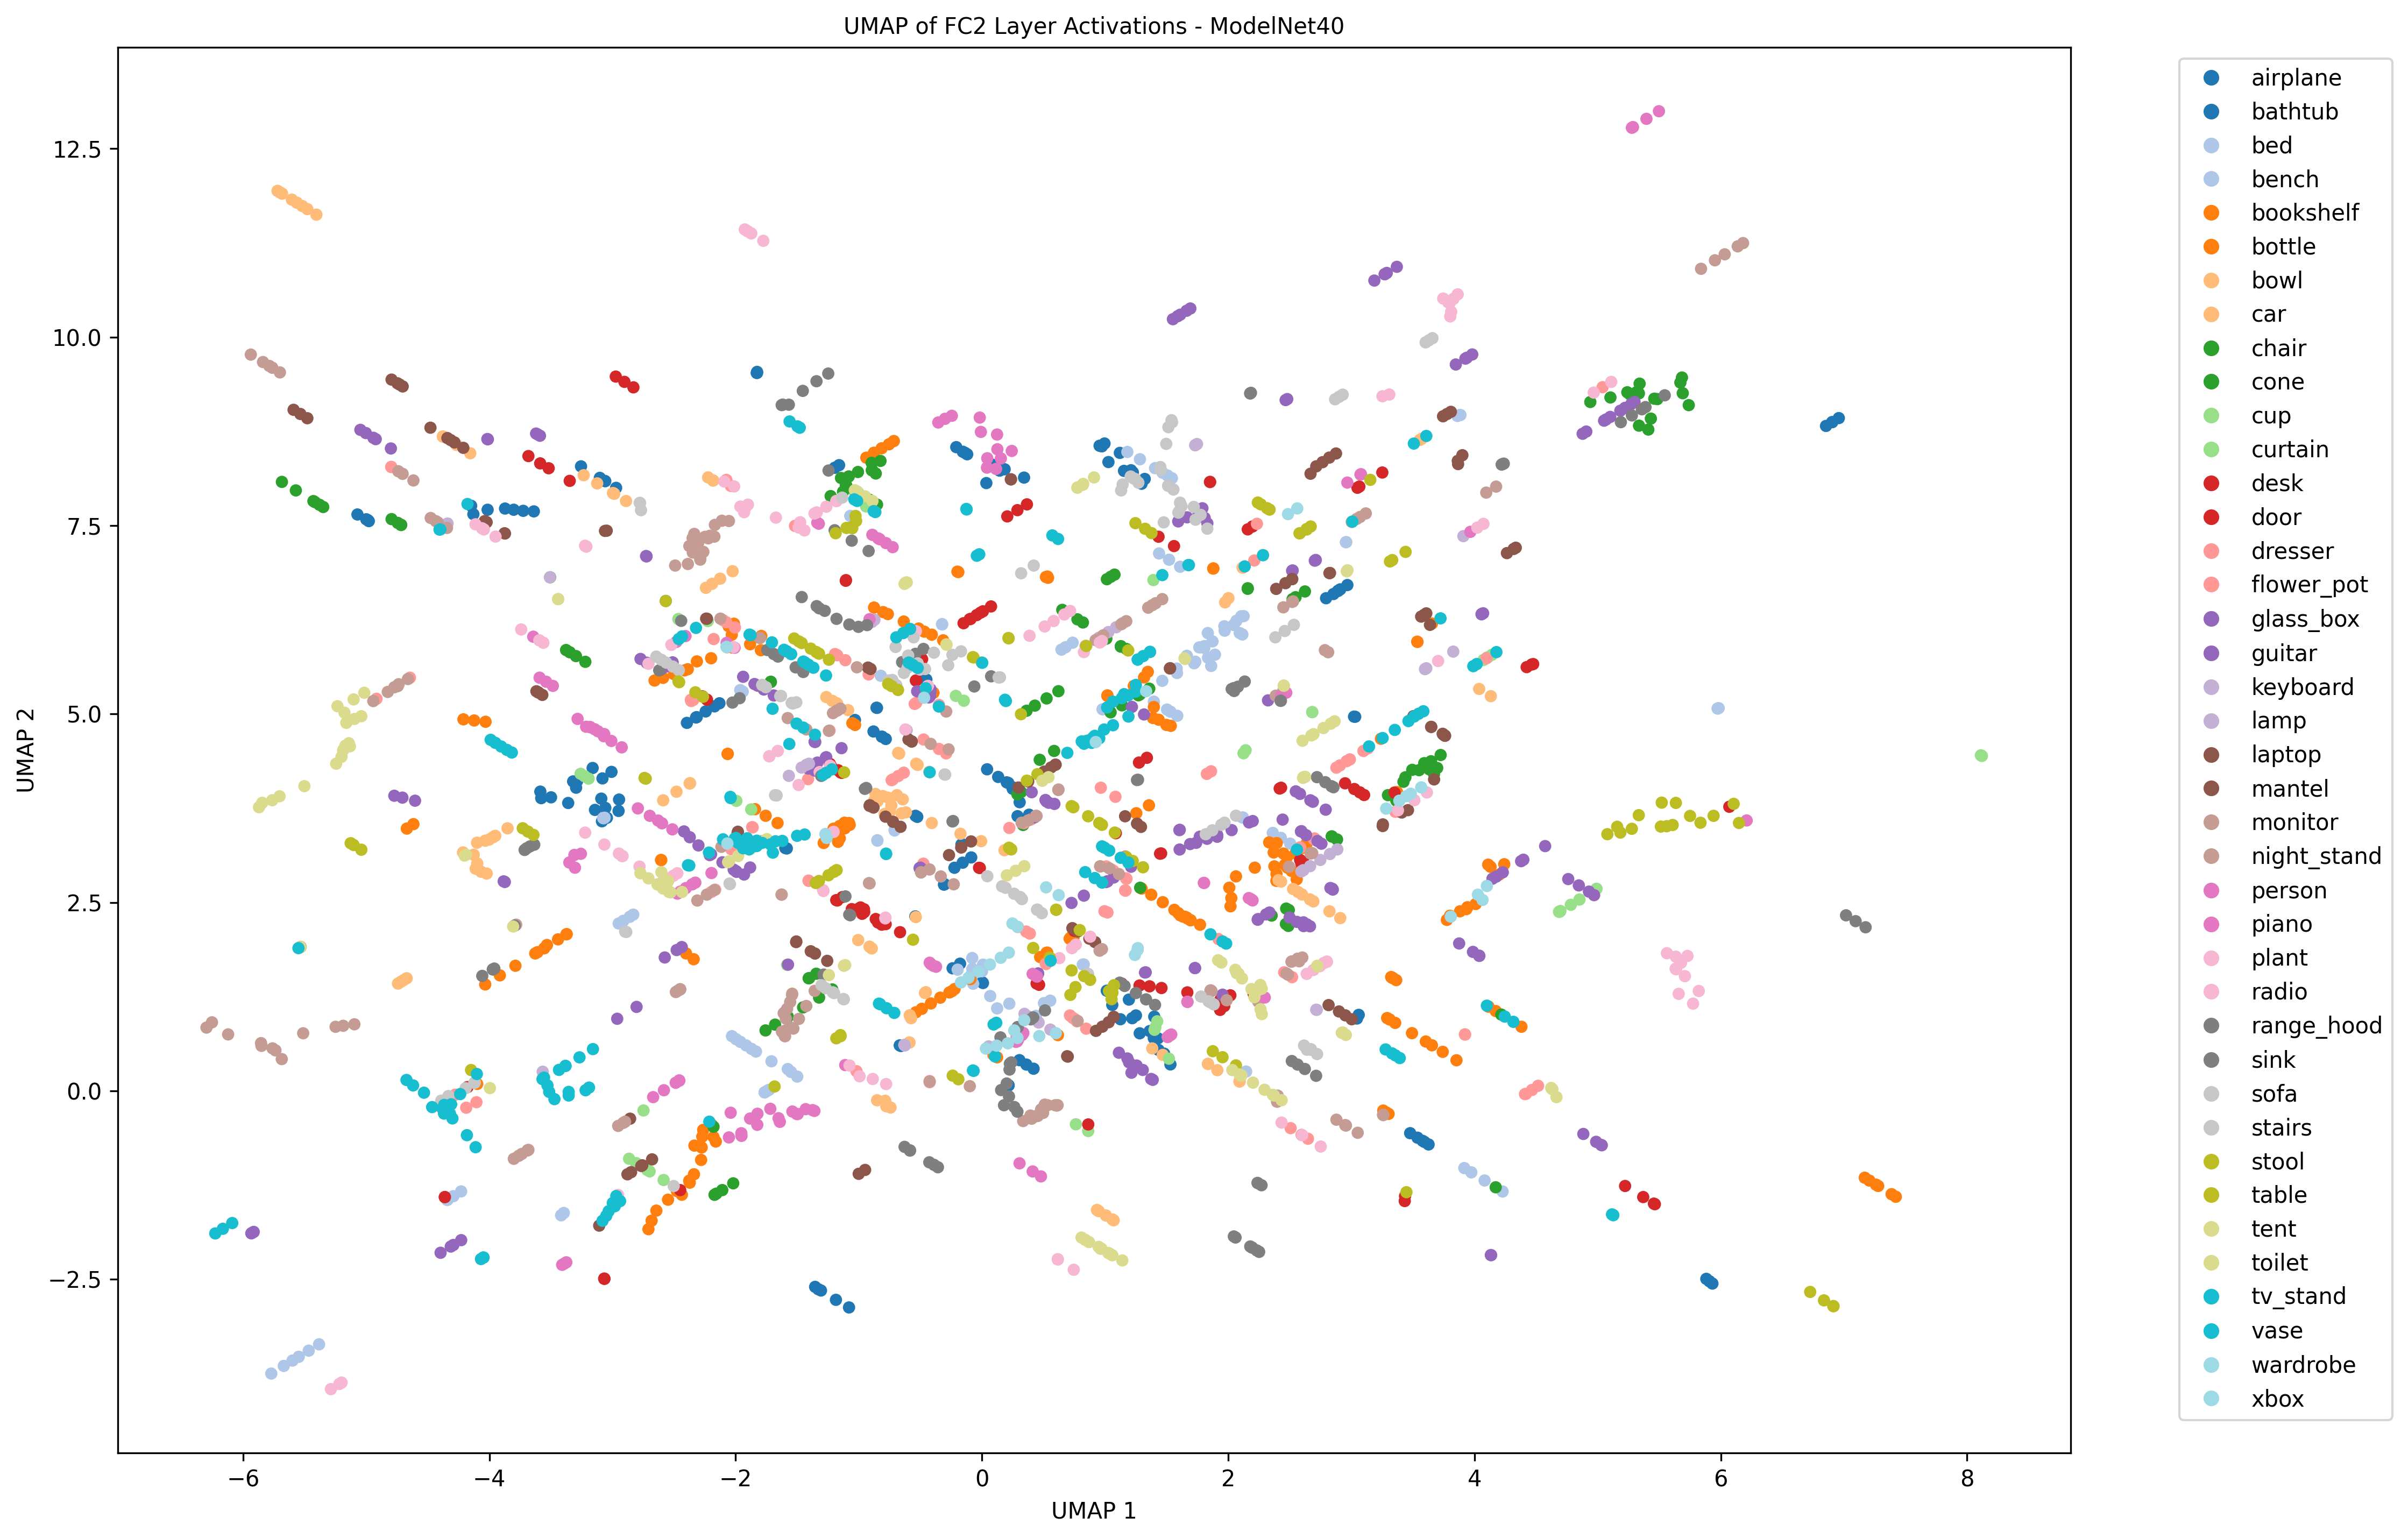 UMAP of FC2 Layer Activations - ModelNet40
12.5
10.0
7.5
5.0
2.5
0.0
−2.5
UMAP 2
−6
−4
−2
0
2
4
6
8
UMAP 1
airplane
bathtub
bed
bench
bookshelf
bottle
bowl
car
chair
cone
cup
curtain
desk
door
dresser
flower_pot
glass_box
guitar
keyboard
lamp
laptop
mantel
monitor
night_stand
person
piano
plant
radio
range_hood
sink
sofa
stairs
stool
table
tent
toilet
tv_stand
vase
wardrobe
xbox